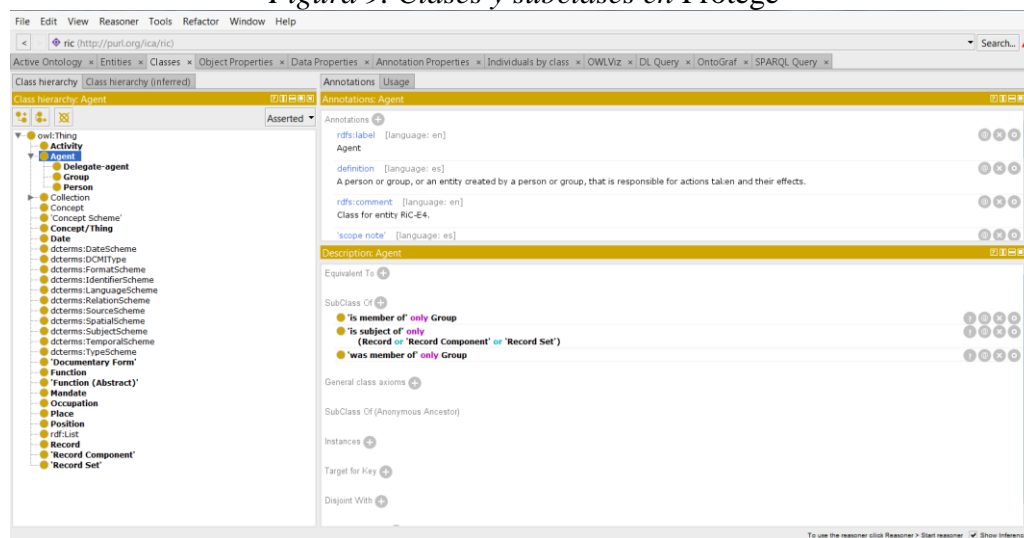 Figura 9. Clases y subclases en Protégé
File Edit View Reasoner Tools Refactor Window Help
< ric (http://purl.org/ica/ric) Search...
Active Ontology × Entities × Classes × Object Properties × Data Properties × Annotation Properties × Individuals by class × OWLViz × DL Query × OntoGraf × SPARQL Query ×
Class hierarchy Class hierarchy (inferred)
Class hierarchy: Agent
Asserted
owl:Thing
Activity
Agent
Delegate-agent
Group
Person
Collection
Concept
'Concept Scheme'
Concept/Thing
Date
dcterms:DateScheme
dcterms:DCMIType
dcterms:FormatScheme
dcterms:IdentifierScheme
dcterms:LanguageScheme
dcterms:RelationScheme
dcterms:SourceScheme
dcterms:SpatialScheme
dcterms:SubjectScheme
dcterms:TemporalScheme
dcterms:TypeScheme
'Documentary Form'
Function
'Function (Abstract)'
Mandate
Occupation
Place
Position
rdf:List
Record
'Record Component'
'Record Set'
Annotations Usage
Annotations: Agent
Annotations
rdfs:label [language: en]
Agent
definition [language: es]
A person or group, or an entity created by a person or group, that is responsible for actions taken and their effects.
rdfs:comment [language: en]
Class for entity RiC-E4.
'scope note' [language: es]
Description: Agent
Equivalent To
SubClass Of
'is member of' only Group
'is subject of' only
(Record or 'Record Component' or 'Record Set')
'was member of' only Group
General class axioms
SubClass Of (Anonymous Ancestor)
Instances
Target for Key
Disjoint With
To use the reasoner click Reasoner > Start reasoner Show Inferenc